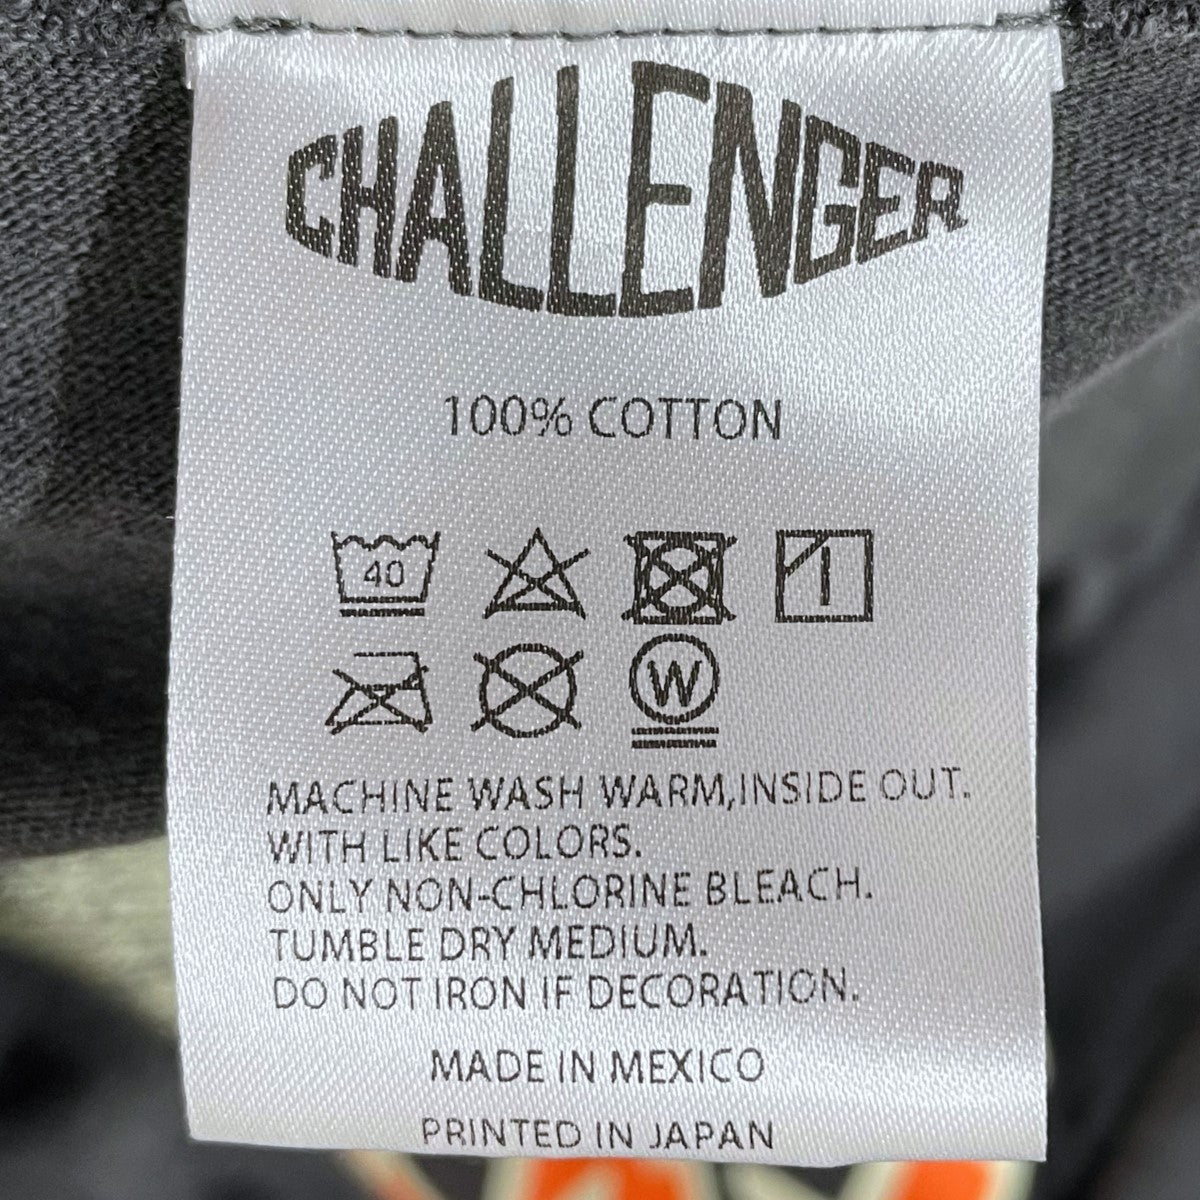 CHALLENGER
100% COTTON
40
W
MACHINE WASH WARM,INSIDE OUT.
WITH LIKE COLORS.
ONLY NON-CHLORINE BLEACH.
TUMBLE DRY MEDIUM.
DO NOT IRON IF DECORATION.
MADE IN MEXICO
PRINTED IN JAPAN